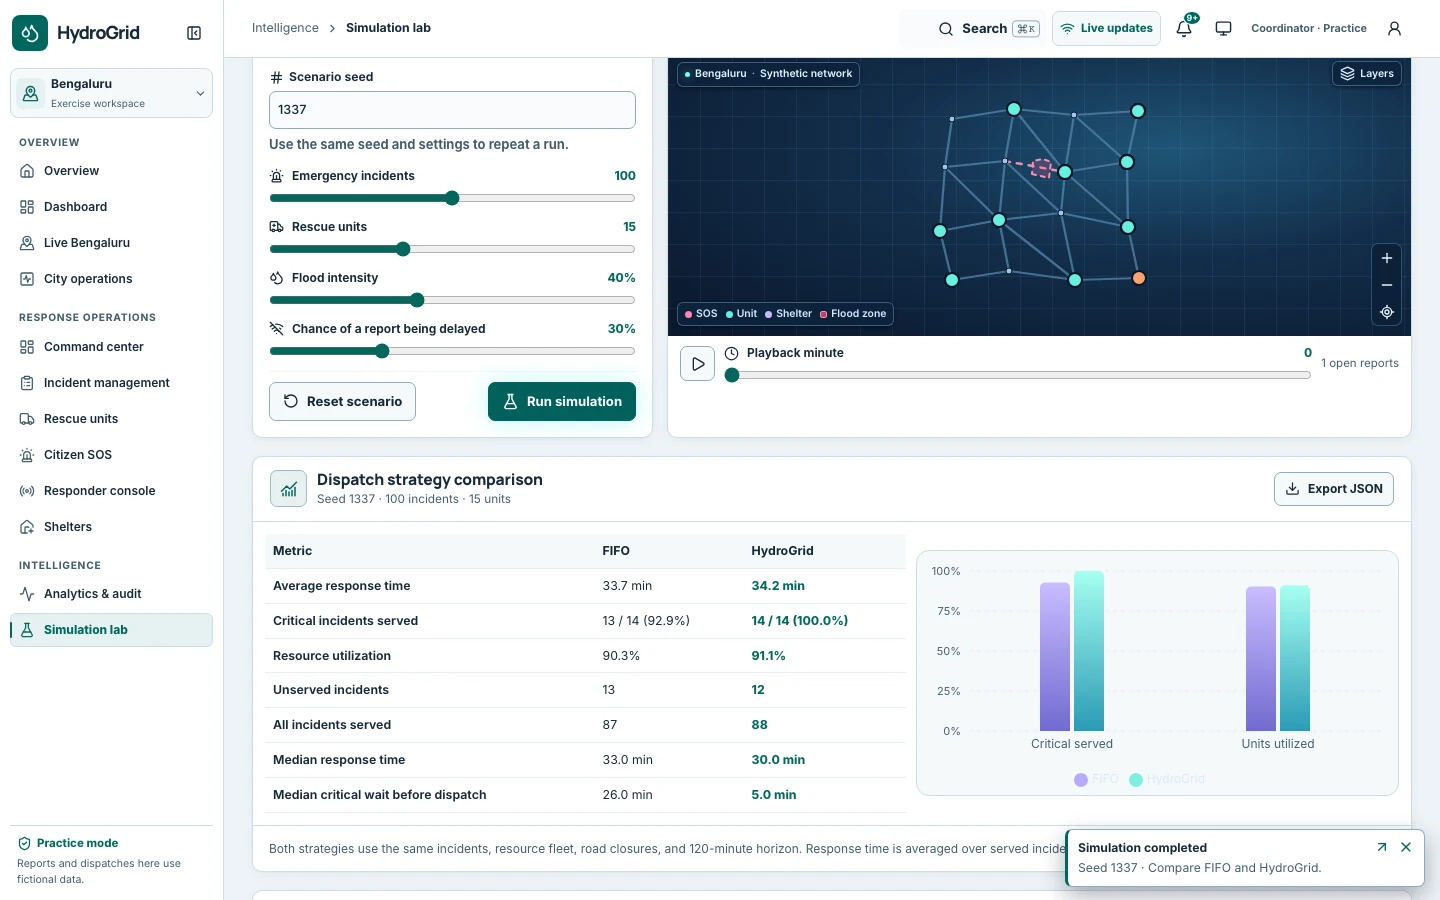 HydroGrid
Bengaluru
Exercise workspace
OVERVIEW
Overview
Dashboard
Live Bengaluru
City operations
RESPONSE OPERATIONS
Command center
Incident management
Rescue units
Citizen SOS
Responder console
Shelters
INTELLIGENCE
Analytics & audit
Simulation lab
Practice mode
Reports and dispatches here use
fictional data.
Intelligence > Simulation lab
Search ⌘K
Live updates
9+
Coordinator · Practice
Scenario seed
1337
Use the same seed and settings to repeat a run.
Emergency incidents 100
Rescue units 15
Flood intensity 40%
Chance of a report being delayed 30%
Reset scenario
Run simulation
Bengaluru · Synthetic network
Layers
SOS Unit Shelter Flood zone
Playback minute 0
1 open reports
Dispatch strategy comparison
Seed 1337 · 100 incidents · 15 units
Export JSON
Metric FIFO HydroGrid
Average response time 33.7 min 34.2 min
Critical incidents served 13 / 14 (92.9%) 14 / 14 (100.0%)
Resource utilization 90.3% 91.1%
Unserved incidents 13 12
All incidents served 87 88
Median response time 33.0 min 30.0 min
Median critical wait before dispatch 26.0 min 5.0 min
100%
75%
50%
25%
0%
Critical served Units utilized
FIFO HydroGrid
Both strategies use the same incidents, resource fleet, road closures, and 120-minute horizon. Response time is averaged over served incide
Simulation completed
Seed 1337 · Compare FIFO and HydroGrid.